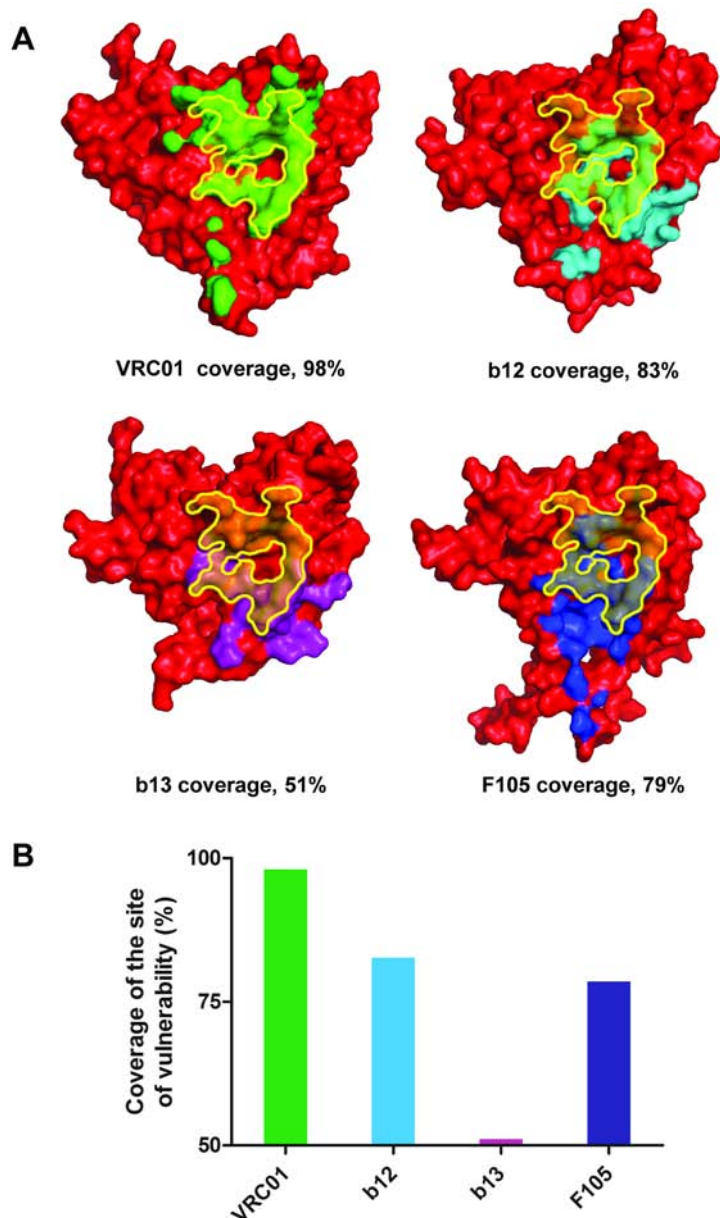 A
VRC01 coverage, 98%
b12 coverage, 83%
b13 coverage, 51%
F105 coverage, 79%
B
Coverage of the site
of vulnerability (%)
100
75
50
VRC01
b12
b13
F105